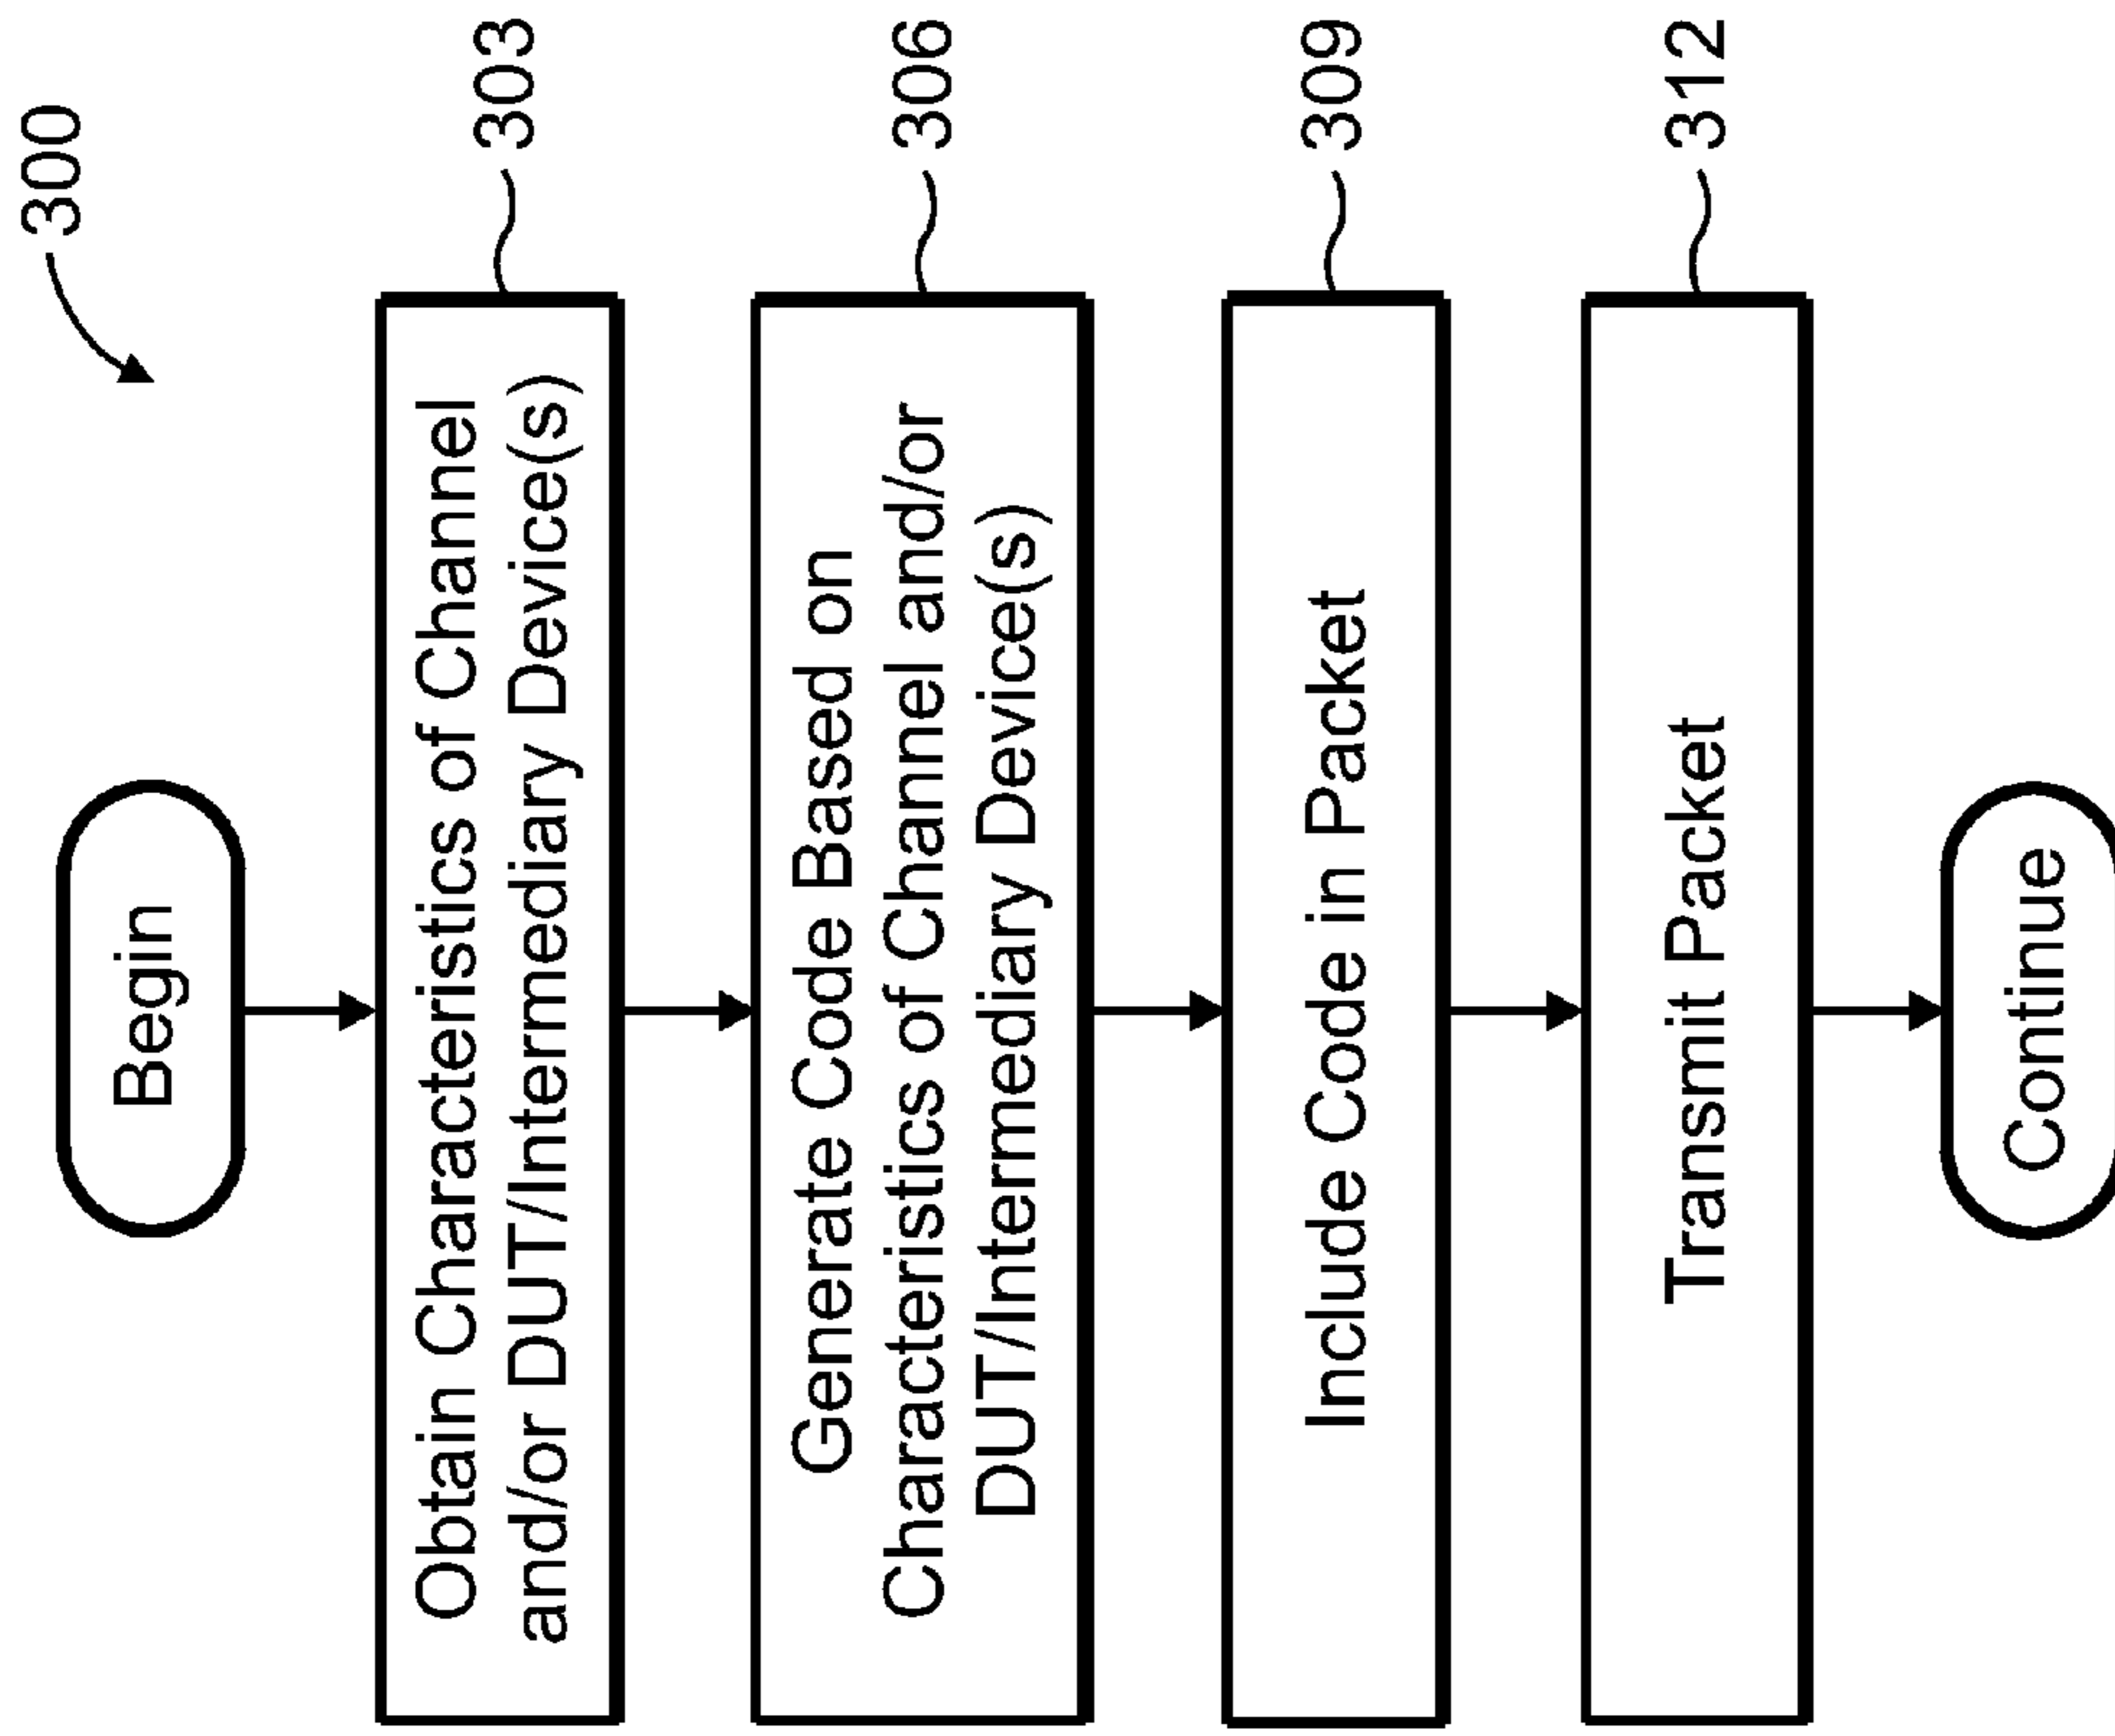 300
Begin
Obtain Characteristics of Channel
and/or DUT/Intermediary Device(s)
303
Generate Code Based on
Characteristics of Channel and/or
DUT/Intermediary Device(s)
306
Include Code in Packet
309
Transmit Packet
312
Continue